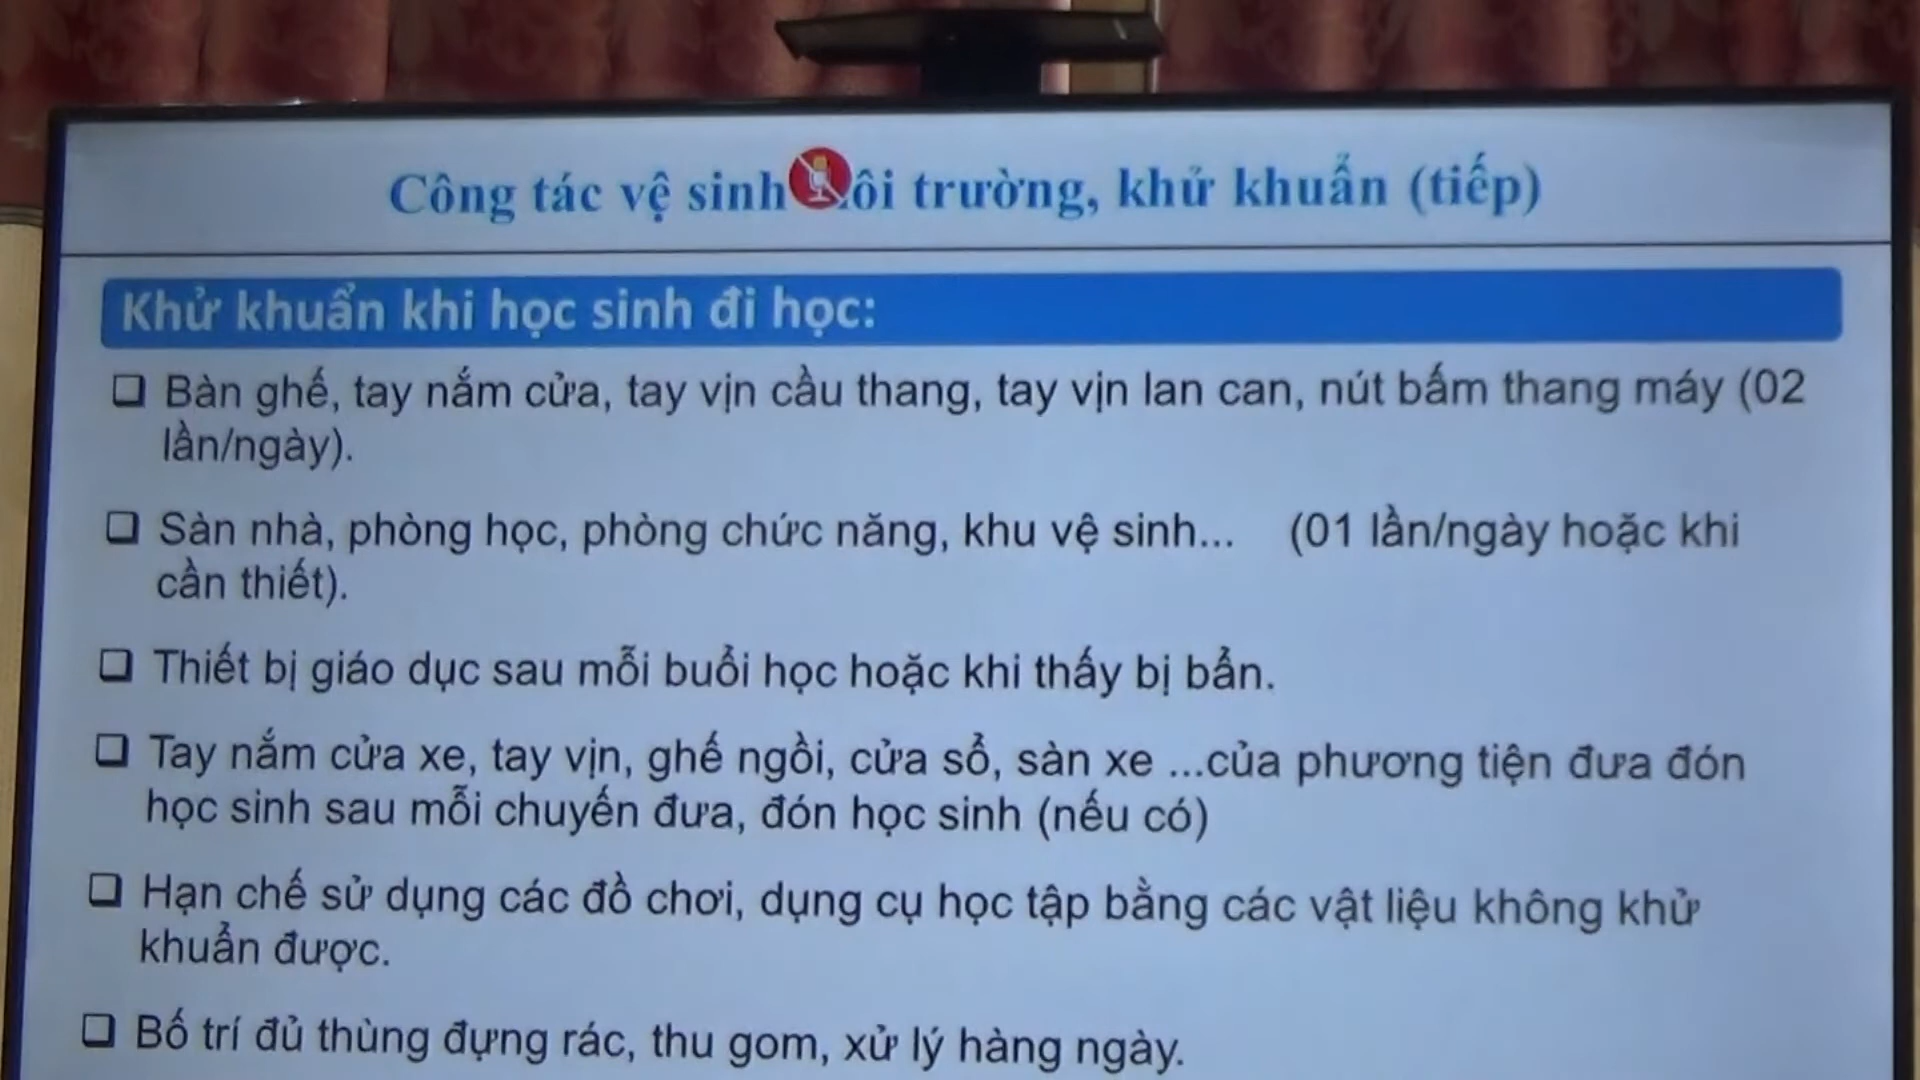 Công tác vệ sinh ôi trường, khử khuẩn (tiếp)
Khử khuẩn khi học sinh đi học:
❑ Bàn ghế, tay nắm cửa, tay vịn cầu thang, tay vịn lan can, nút bấm thang máy (02
lần/ngày).
❑ Sàn nhà, phòng học, phòng chức năng, khu vệ sinh... (01 lần/ngày hoặc khi
cần thiết).
❑ Thiết bị giáo dục sau mỗi buổi học hoặc khi thấy bị bẩn.
❑ Tay nắm cửa xe, tay vịn, ghế ngồi, cửa sổ, sàn xe ...của phương tiện đưa đón
học sinh sau mỗi chuyến đưa, đón học sinh (nếu có)
❑ Hạn chế sử dụng các đồ chơi, dụng cụ học tập bằng các vật liệu không khử
khuẩn được.
❑ Bố trí đủ thùng đựng rác, thu gom, xử lý hàng ngày.